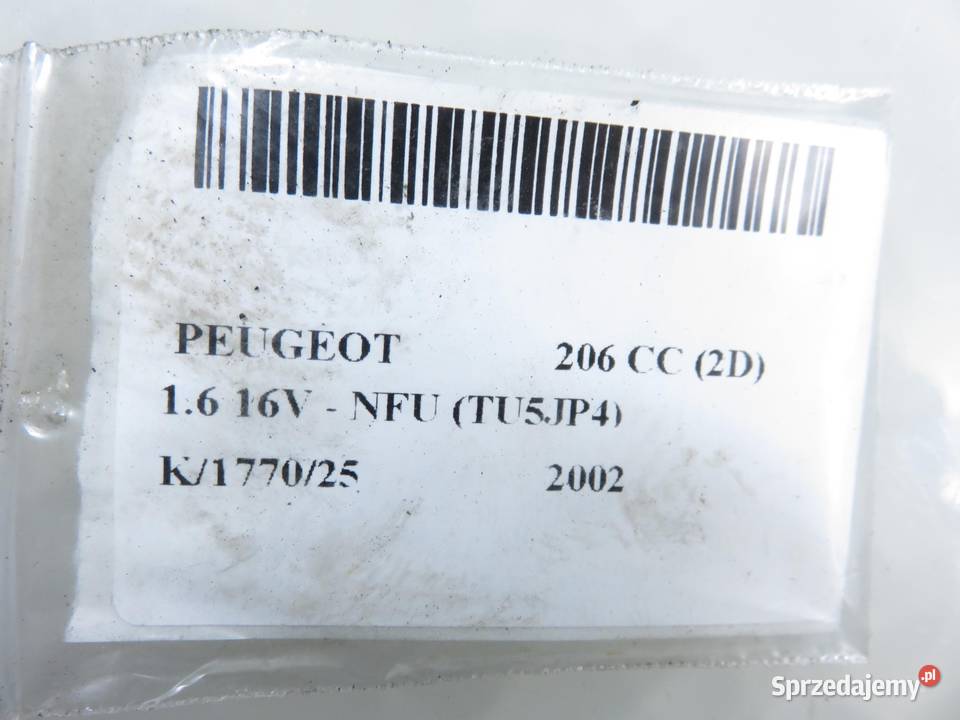 PEUGEOT 206 CC (2D)
1.6 16V - NFU (TU5JP4)
K/1770/25 2002
Sprzedajemy.pl